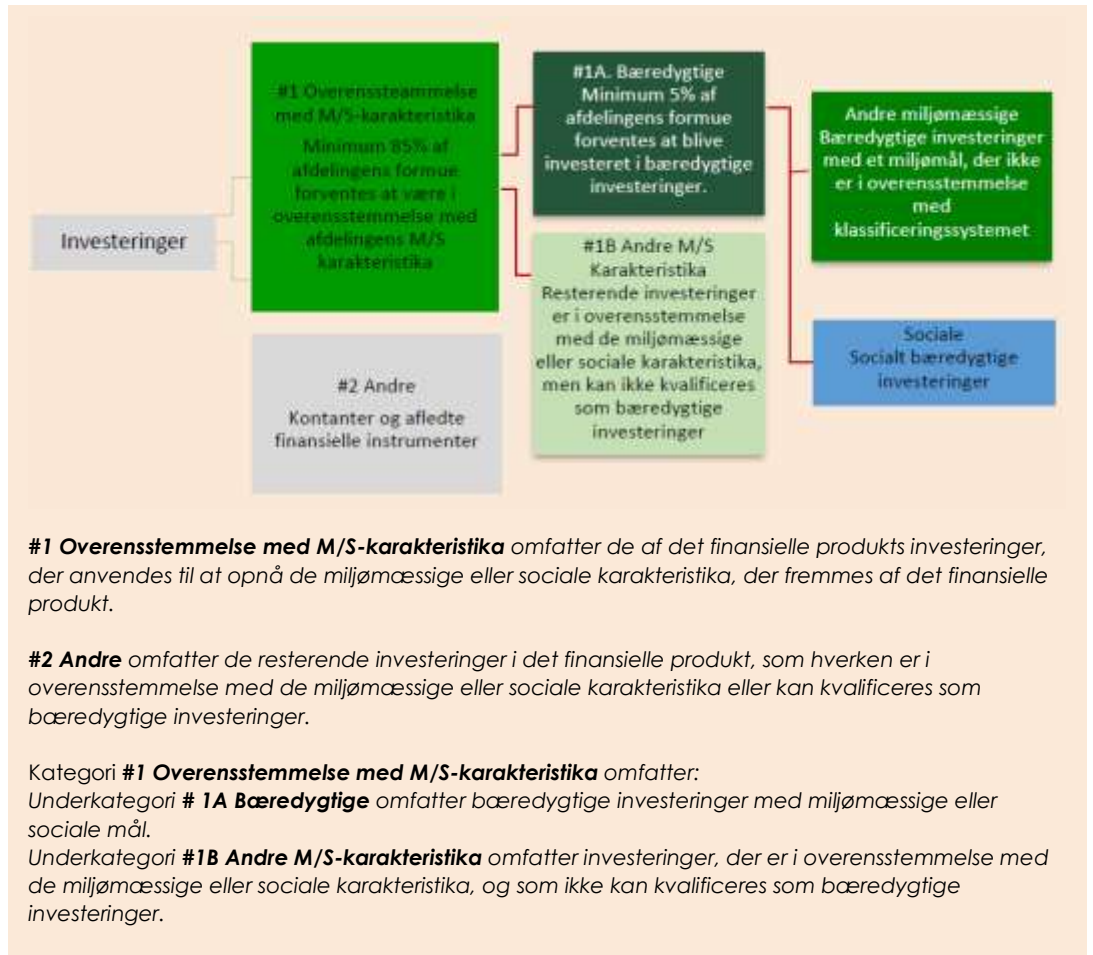 Investeringer
#1 Overenssteammelse
med M/S-karakteristika
Minimum 85% af
afdelingens formue
forventes at være i
overensstemmelse med
afdelingens M/S
karakteristika
#2 Andre
Kontanter og afledte
finansielle instrumenter
#1A. Bæredygtige
Minimum 5% af
afdelingens formue
forventes at blive
investeret i bæredygtige
investeringer.
#1B Andre M/S
Karakteristika
Resterende investeringer
er i overensstemmelse
med de miljømæssige
eller sociale karakteristika,
men kan ikke kvalificeres
som bæredygtige
investeringer
Andre miljømæssige
Bæredygtige investeringer
med et miljømål, der ikke
er i overensstemmelse
med
klassificeringssystemet
Sociale
Socialt bæredygtige
investeringer
#1 Overensstemmelse med M/S-karakteristika omfatter de af det finansielle produkts investeringer,
der anvendes til at opnå de miljømæssige eller sociale karakteristika, der fremmes af det finansielle
produkt.
#2 Andre omfatter de resterende investeringer i det finansielle produkt, som hverken er i
overensstemmelse med de miljømæssige eller sociale karakteristika eller kan kvalificeres som
bæredygtige investeringer.
Kategori #1 Overensstemmelse med M/S-karakteristika omfatter:
Underkategori # 1A Bæredygtige omfatter bæredygtige investeringer med miljømæssige eller
sociale mål.
Underkategori #1B Andre M/S-karakteristika omfatter investeringer, der er i overensstemmelse med
de miljømæssige eller sociale karakteristika, og som ikke kan kvalificeres som bæredygtige
investeringer.